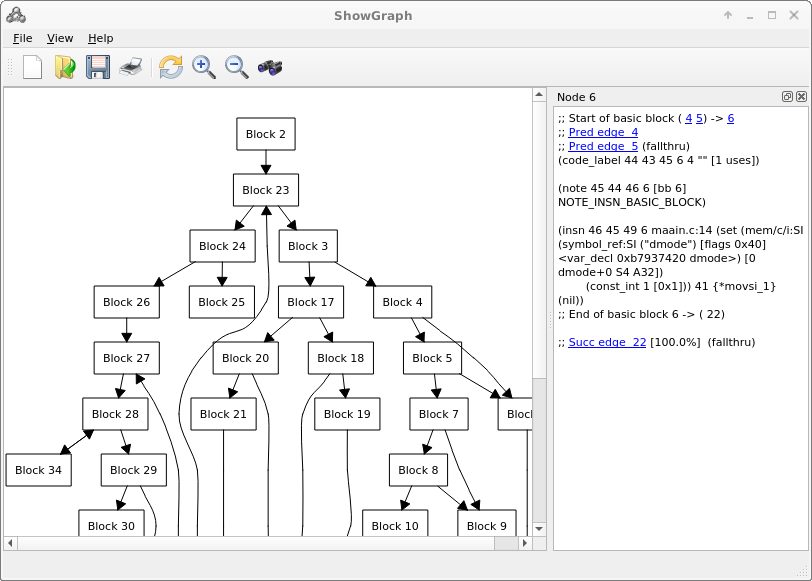 ShowGraph
File View Help
Block 2
Block 23
Block 24 Block 3
Block 26 Block 25 Block 17 Block 4
Block 27 Block 20 Block 18 Block 5
Block 28 Block 21 Block 19 Block 7
Block 34 Block 29 Block 8
Block 30 Block 10 Block 9
Node 6
;; Start of basic block ( 4 5) -> 6
;; Pred edge 4
;; Pred edge 5 (fallthru)
(code_label 44 43 45 6 4 "" [1 uses])
(note 45 44 46 6 [bb 6]
NOTE_INSN_BASIC_BLOCK)
(insn 46 45 49 6 maain.c:14 (set (mem/c/i:SI
(symbol_ref:SI ("dmode") [flags 0x40]
<var_decl 0xb7937420 dmode>) [0
dmode+0 S4 A32])
(const_int 1 [0x1])) 41 {*movsi_1}
(nil))
;; End of basic block 6 -> ( 22)
;; Succ edge 22 [100.0%] (fallthru)